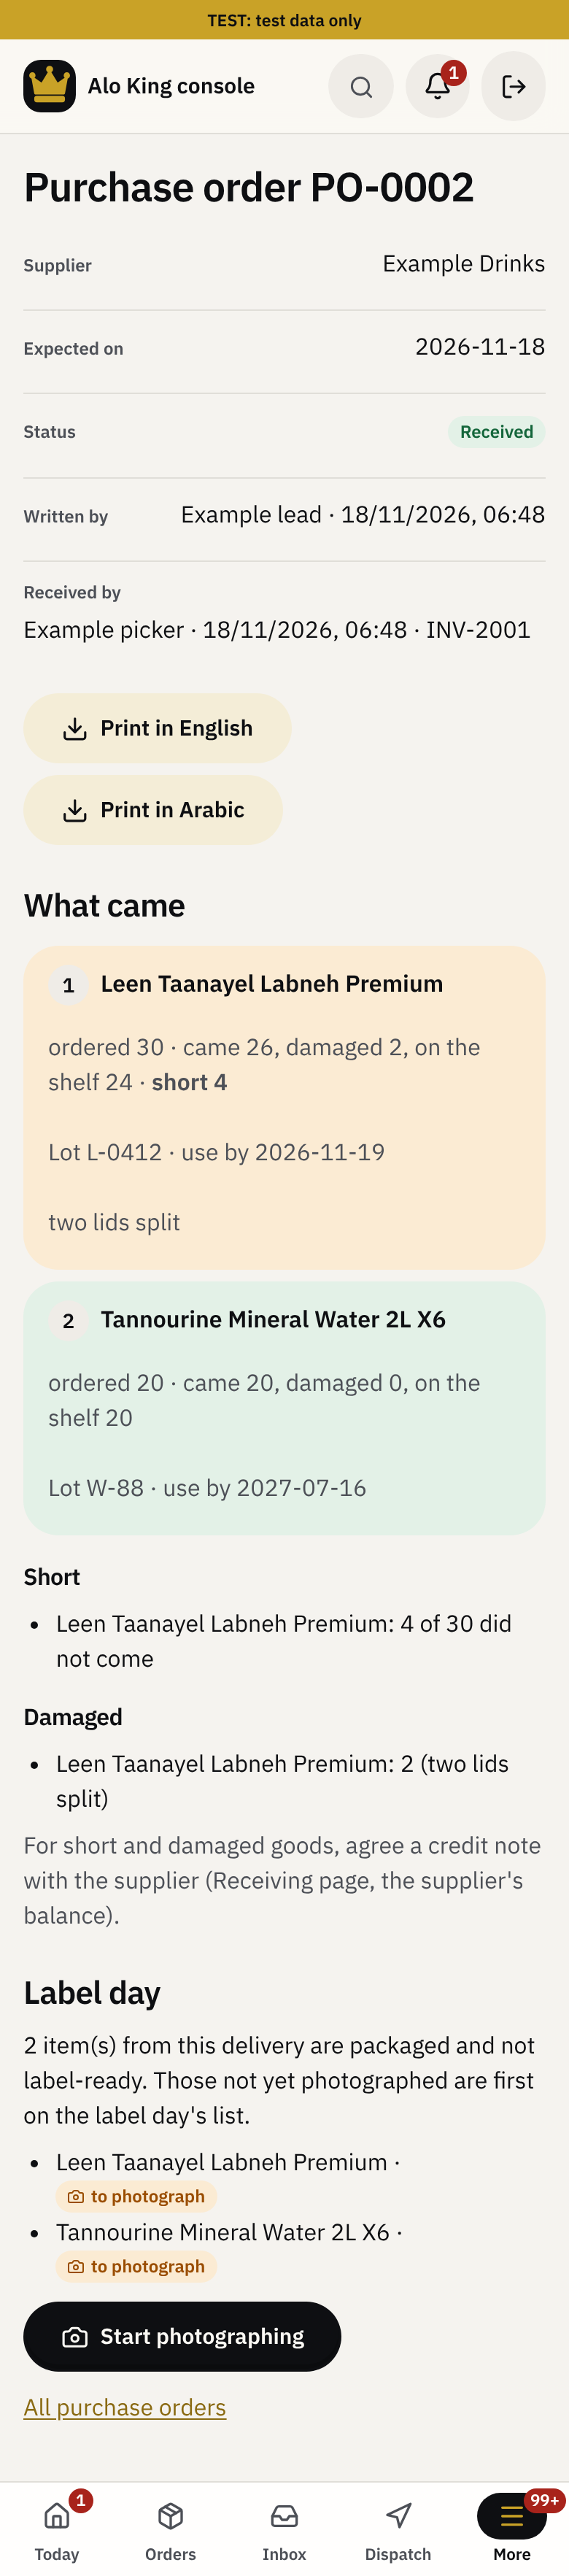 TEST: test data only
Alo King console
1
Purchase order PO-0002
Supplier
Example Drinks
Expected on
2026-11-18
Status
Received
Written by
Example lead · 18/11/2026, 06:48
Received by
Example picker · 18/11/2026, 06:48 · INV-2001
Print in English
Print in Arabic
What came
1 Leen Taanayel Labneh Premium
ordered 30 · came 26, damaged 2, on the
shelf 24 · short 4
Lot L-0412 · use by 2026-11-19
two lids split
2 Tannourine Mineral Water 2L X6
ordered 20 · came 20, damaged 0, on the
shelf 20
Lot W-88 · use by 2027-07-16
Short
• Leen Taanayel Labneh Premium: 4 of 30 did
not come
Damaged
• Leen Taanayel Labneh Premium: 2 (two lids
split)
For short and damaged goods, agree a credit note
with the supplier (Receiving page, the supplier's
balance).
Label day
2 item(s) from this delivery are packaged and not
label-ready. Those not yet photographed are first
on the label day's list.
• Leen Taanayel Labneh Premium ·
to photograph
• Tannourine Mineral Water 2L X6 ·
to photograph
Start photographing
All purchase orders
1
99+
Today
Orders
Inbox
Dispatch
More